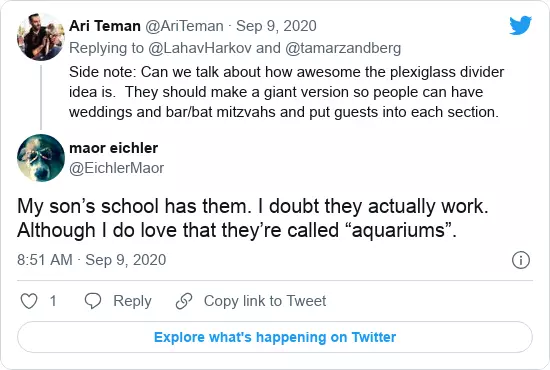 Ari Teman @AriTeman · Sep 9, 2020
Replying to @LahavHarkov and @tamarzandberg
Side note: Can we talk about how awesome the plexiglass divider
idea is.  They should make a giant version so people can have
weddings and bar/bat mitzvahs and put guests into each section.
maor eichler
@EichlerMaor
My son’s school has them. I doubt they actually work.
Although I do love that they’re called “aquariums”.
8:51 AM · Sep 9, 2020
1 Reply Copy link to Tweet
Explore what's happening on Twitter